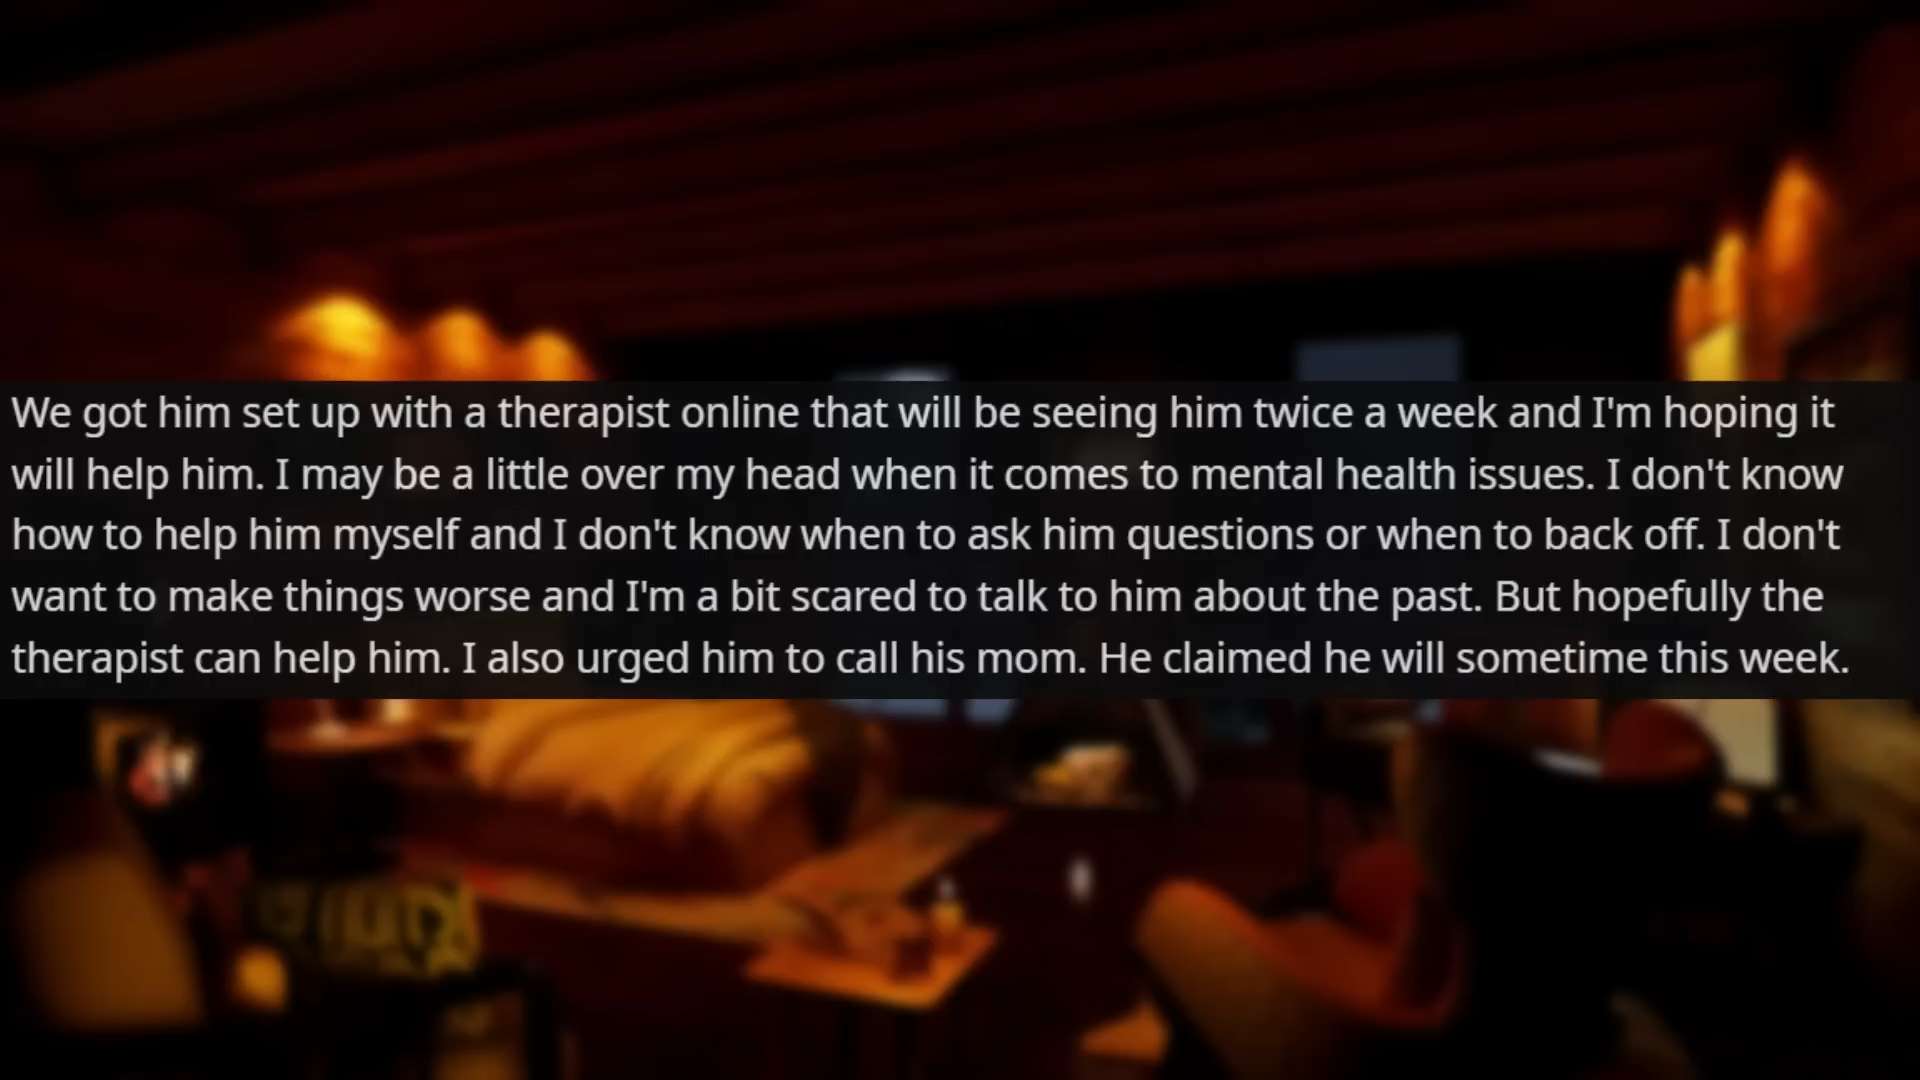 We got him set up with a therapist online that will be seeing him twice a week and I'm hoping it
will help him. I may be a little over my head when it comes to mental health issues. I don't know
how to help him myself and I don't know when to ask him questions or when to back off. I don't
want to make things worse and I'm a bit scared to talk to him about the past. But hopefully the
therapist can help him. I also urged him to call his mom. He claimed he will sometime this week.